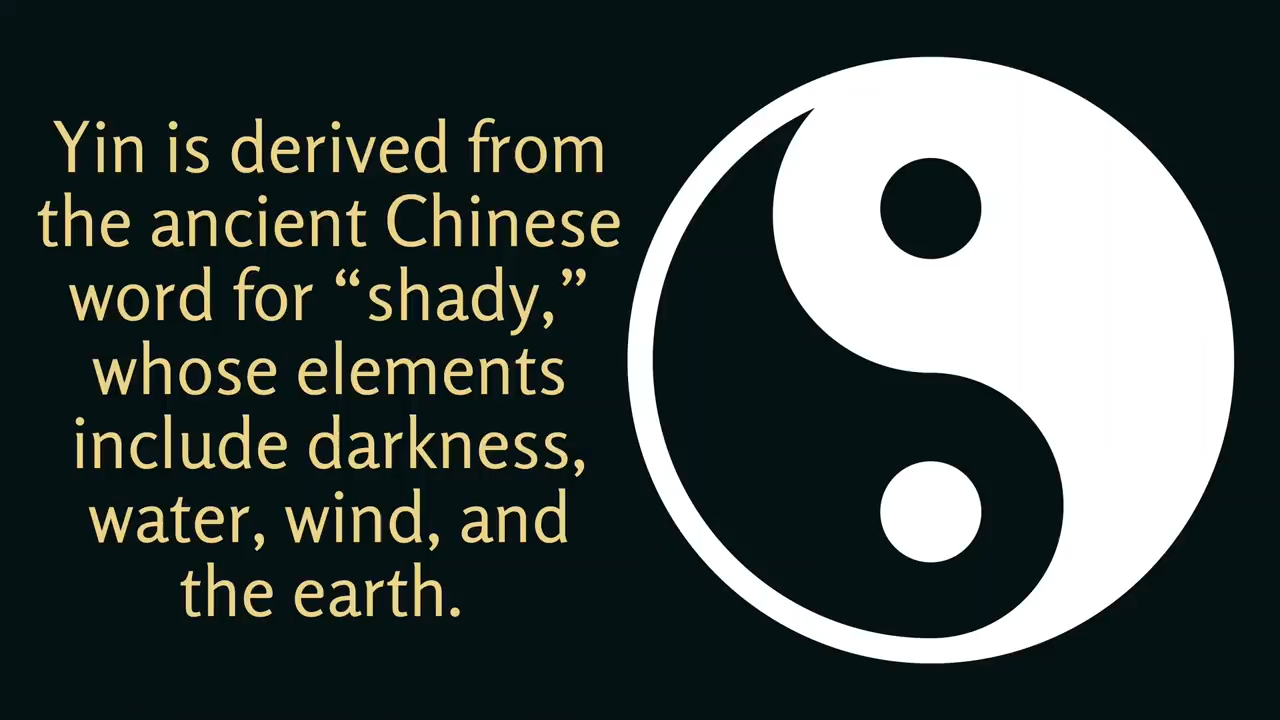 Yin is derived from
the ancient Chinese
word for “shady,”
whose elements
include darkness,
water, wind, and
the earth.